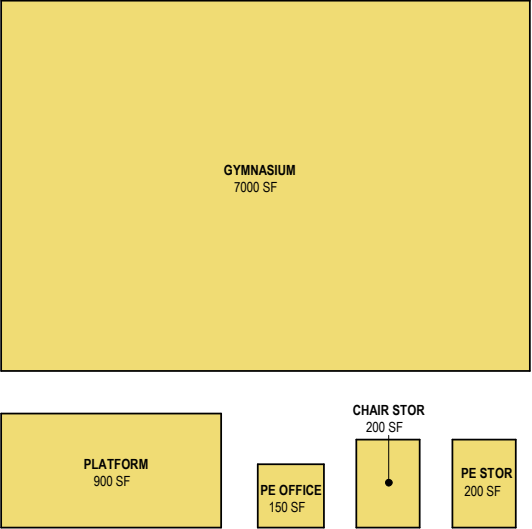 GYMNASIUM
7000 SF
CHAIR STOR
200 SF
PLATFORM
900 SF
PE OFFICE
150 SF
PE STOR
200 SF